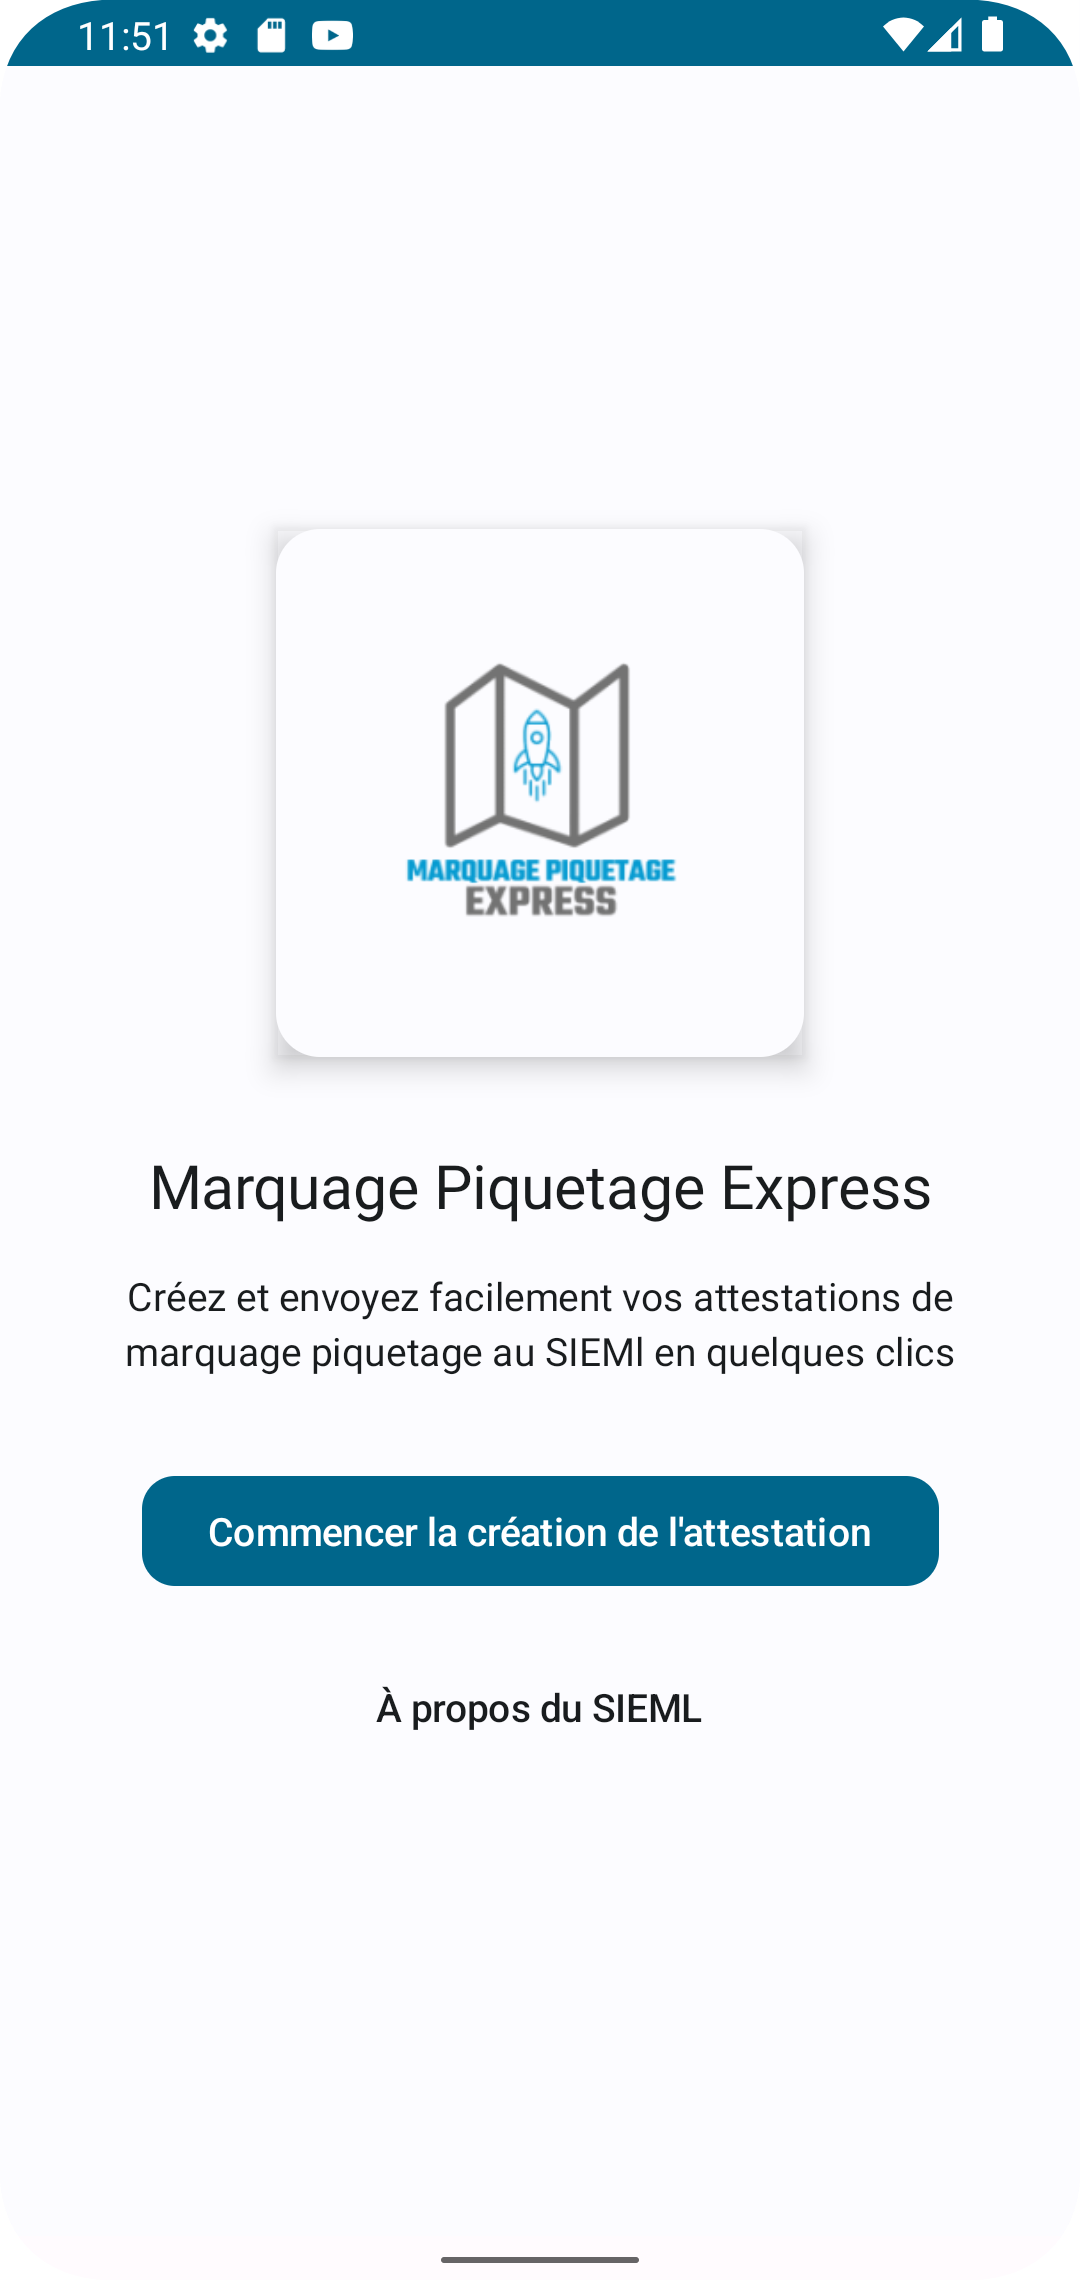 11:51
MARQUAGE PIQUETAGE
EXPRESS
Marquage Piquetage Express
Créez et envoyez facilement vos attestations de
marquage piquetage au SIEMl en quelques clics
Commencer la création de l'attestation
À propos du SIEML